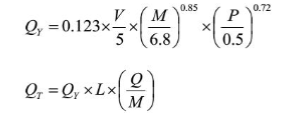 Q_Y = 0.123 × V/5 × (M/6.8)^0.85 × (P/0.5)^0.72
Q_T = Q_Y × L × (Q/M)